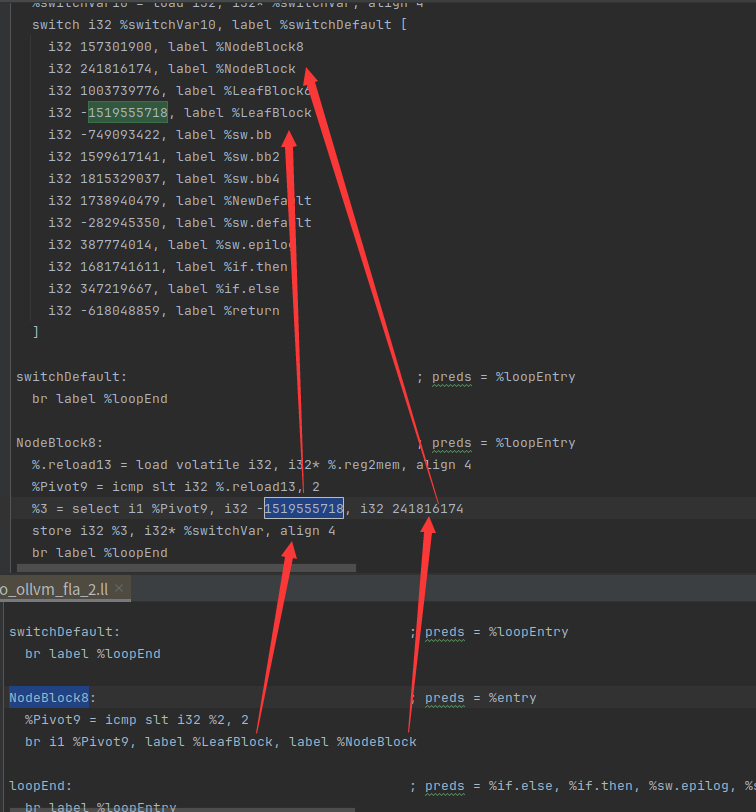 %switchVar10 = load i32, i32* %switchVar, align 4
switch i32 %switchVar10, label %switchDefault [
i32 157301900, label %NodeBlock8
i32 241816174, label %NodeBlock
i32 1003739776, label %LeafBlock6
i32 -1519555718, label %LeafBlock
i32 -749093422, label %sw.bb
i32 1599617141, label %sw.bb2
i32 1815329037, label %sw.bb4
i32 1738940479, label %NewDefault
i32 -282945350, label %sw.default
i32 387774014, label %sw.epilog
i32 1681741611, label %if.then
i32 347219667, label %if.else
i32 -618048859, label %return
]
switchDefault: ; preds = %loopEntry
br label %loopEnd
NodeBlock8: ; preds = %loopEntry
%.reload13 = load volatile i32, i32* %.reg2mem, align 4
%Pivot9 = icmp slt i32 %.reload13, 2
%3 = select i1 %Pivot9, i32 -1519555718, i32 241816174
store i32 %3, i32* %switchVar, align 4
br label %loopEnd
o_ollvm_fla_2.ll
switchDefault: ; preds = %loopEntry
br label %loopEnd
NodeBlock8: ; preds = %entry
%Pivot9 = icmp slt i32 %2, 2
br i1 %Pivot9, label %LeafBlock, label %NodeBlock
loopEnd: ; preds = %if.else, %if.then, %sw.epilog, %s
br label %loopEntry